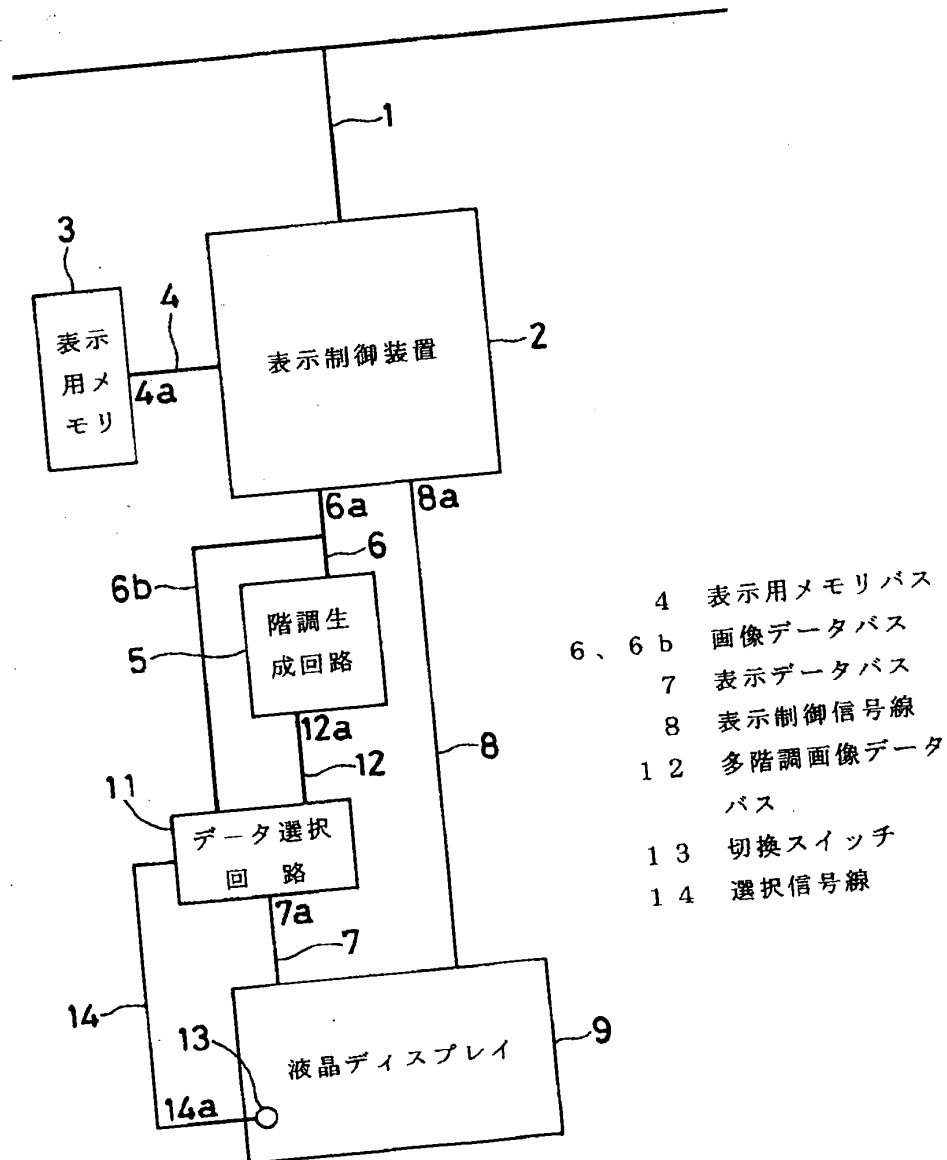 1
3
表示
用メ
モリ
4
4a
表示制御装置
2
6a
8a
6
6b
階調生
成回路
5
12a
12
8
11
データ選択
回 路
7a
7
14
13
液晶ディスプレイ
9
14a
4 表示用メモリバス
6、6b 画像データバス
7 表示データバス
8 表示制御信号線
12 多階調画像データ
バス
13 切換スイッチ
14 選択信号線